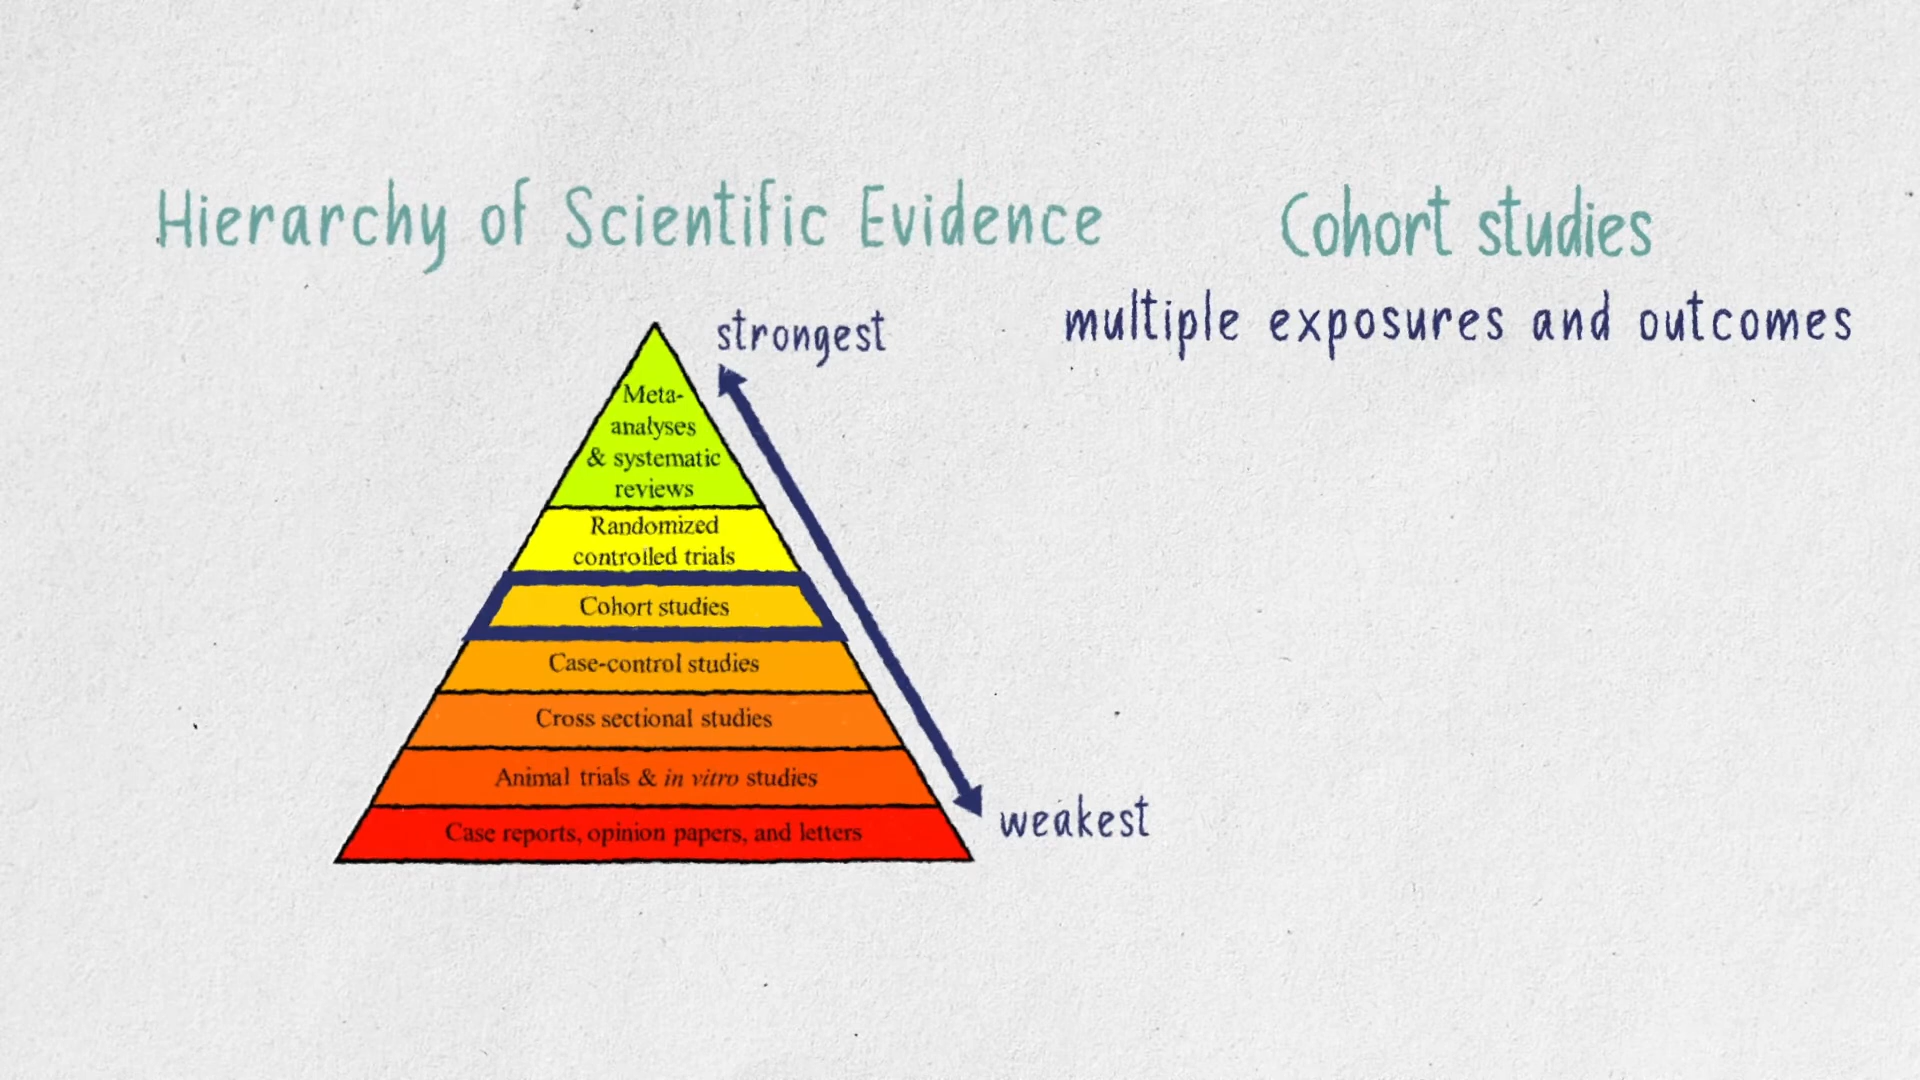 Hierarchy of Scientific Evidence
strongest
Meta-
analyses
& systematic
reviews
Randomized
controlled trials
Cohort studies
Case-control studies
Cross sectional studies
Animal trials & in vitro studies
Case reports, opinion papers, and letters
weakest
Cohort studies
multiple exposures and outcomes